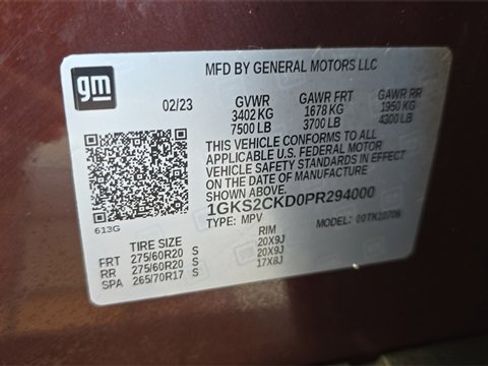 gm
MFD BY GENERAL MOTORS LLC
02/23
GVWR GAWR FRT GAWR RR
3402 KG 1678 KG 1950 KG
7500 LB 3700 LB 4300 LB
THIS VEHICLE CONFORMS TO ALL
APPLICABLE U.S. FEDERAL MOTOR
VEHICLE SAFETY STANDARDS IN EFFECT
ON THE DATE OF MANUFACTURE
SHOWN ABOVE.
1GKS2CKD0PR294000
613G
TYPE: MPV MODEL:
TIRE SIZE RIM
FRT 275/60R20 S 20X9J
RR 275/60R20 S 20X9J
SPA 265/70R17 S 17X8J